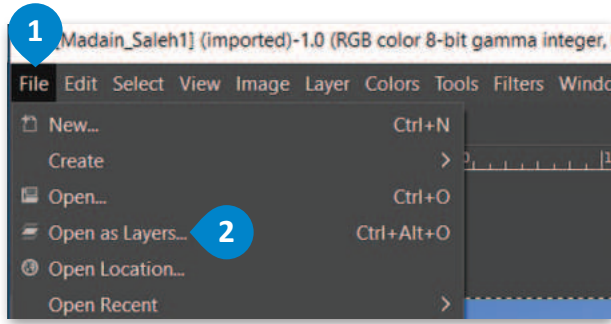 1
[Madain_Saleh1] (imported)-1.0 (RGB color 8-bit gamma integer,
File Edit Select View Image Layer Colors Tools Filters
New... Ctrl+N
Create >
Open... Ctrl+O
Open as Layers... 2 Ctrl+Alt+O
Open Location...
Open Recent >